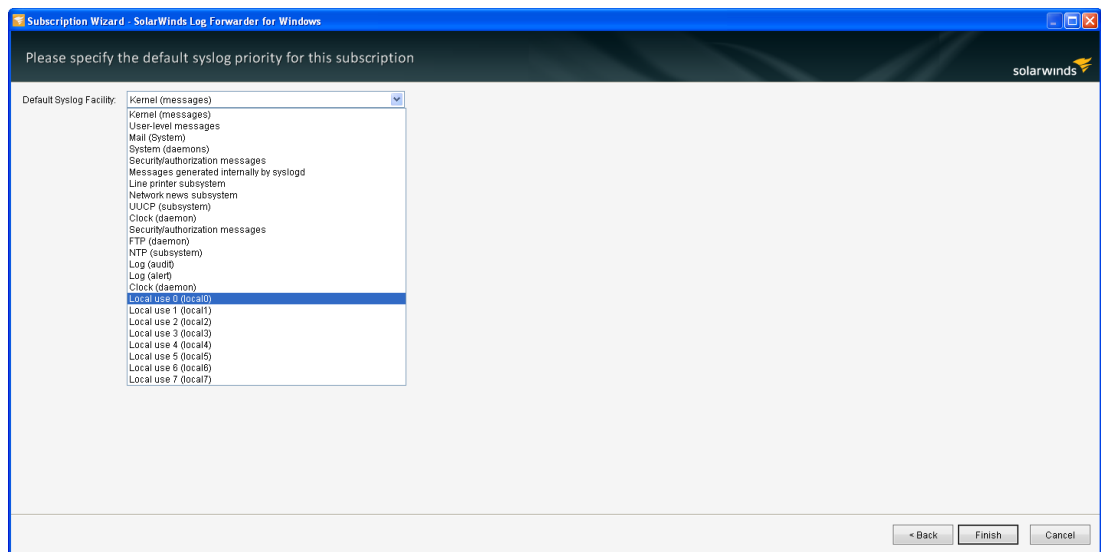 Subscription Wizard - SolarWinds Log Forwarder for Windows
Please specify the default syslog priority for this subscription
solarwinds
Default Syslog Facility: Kernel (messages)
Kernel (messages)
User-level messages
Mail (System)
System (daemons)
Security/authorization messages
Messages generated internally by syslogd
Line printer subsystem
Network news subsystem
UUCP (subsystem)
Clock (daemon)
Security/authorization messages
FTP (daemon)
NTP (subsystem)
Log (audit)
Log (alert)
Clock (daemon)
Local use 0 (local0)
Local use 1 (local1)
Local use 2 (local2)
Local use 3 (local3)
Local use 4 (local4)
Local use 5 (local5)
Local use 6 (local6)
Local use 7 (local7)
< Back Finish Cancel